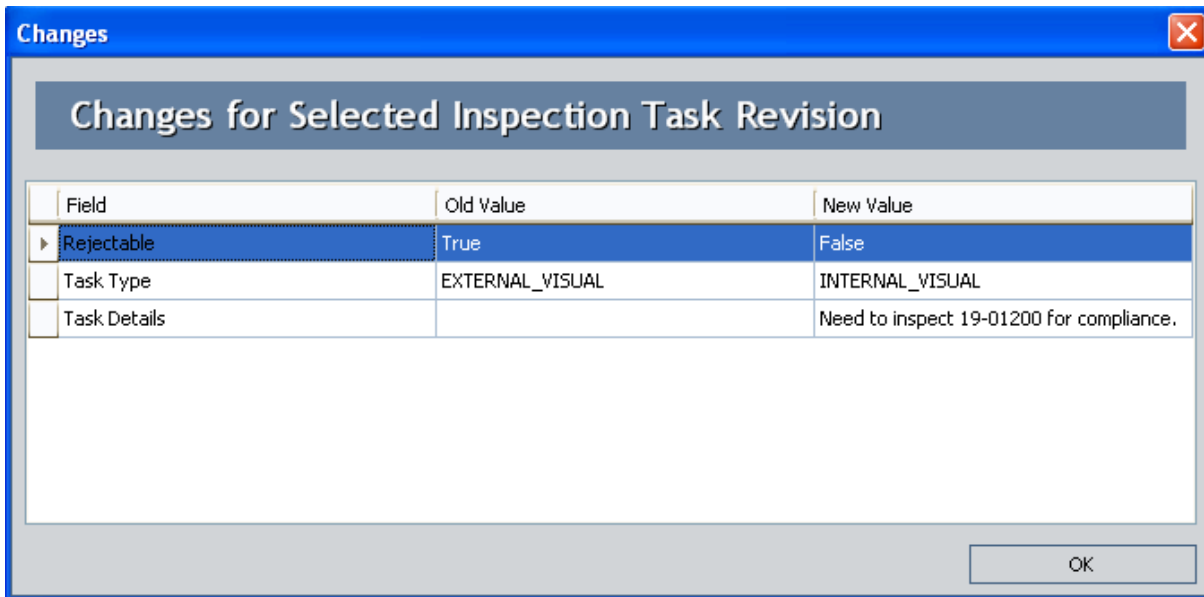 Changes
Changes for Selected Inspection Task Revision
Field Old Value New Value
Rejectable True False
Task Type EXTERNAL_VISUAL INTERNAL_VISUAL
Task Details Need to inspect 19-01200 for compliance.
OK